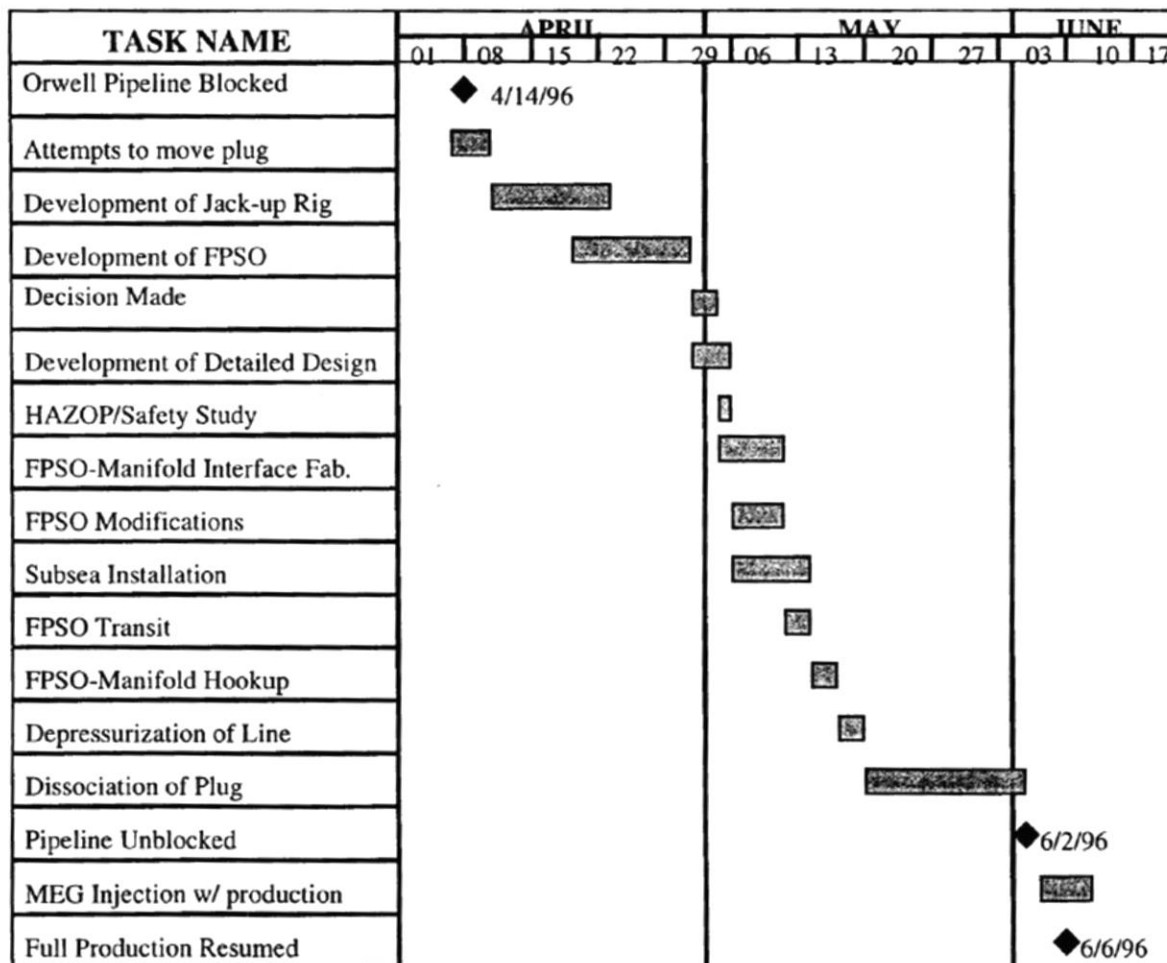 TASK NAME
APRIL MAY JUNE
01 08 15 22 29 06 13 20 27 03 10 17
Orwell Pipeline Blocked
4/14/96
Attempts to move plug
Development of Jack-up Rig
Development of FPSO
Decision Made
Development of Detailed Design
HAZOP/Safety Study
FPSO-Manifold Interface Fab.
FPSO Modifications
Subsea Installation
FPSO Transit
FPSO-Manifold Hookup
Depressurization of Line
Dissociation of Plug
Pipeline Unblocked
6/2/96
MEG Injection w/ production
Full Production Resumed
6/6/96